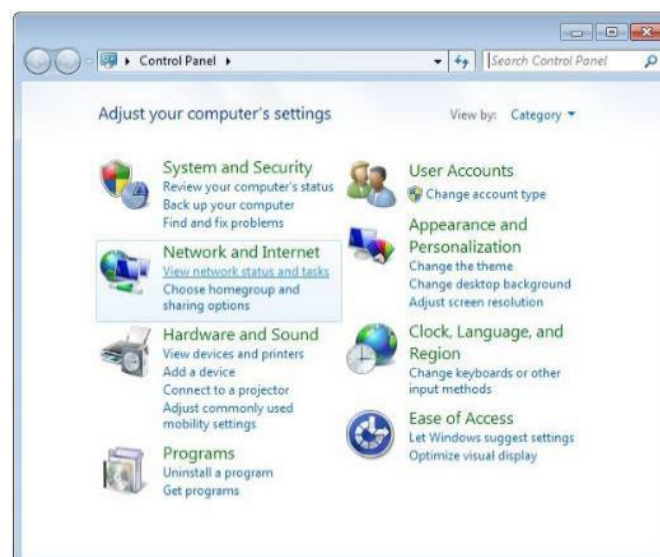 Control Panel
Search Control Panel
Adjust your computer's settings
View by: Category
System and Security
Review your computer's status
Back up your computer
Find and fix problems
Network and Internet
View network status and tasks
Choose homegroup and
sharing options
Hardware and Sound
View devices and printers
Add a device
Connect to a projector
Adjust commonly used
mobility settings
Programs
Uninstall a program
Get programs
User Accounts
Change account type
Appearance and
Personalization
Change the theme
Change desktop background
Adjust screen resolution
Clock, Language, and
Region
Change keyboards or other
input methods
Ease of Access
Let Windows suggest settings
Optimize visual display